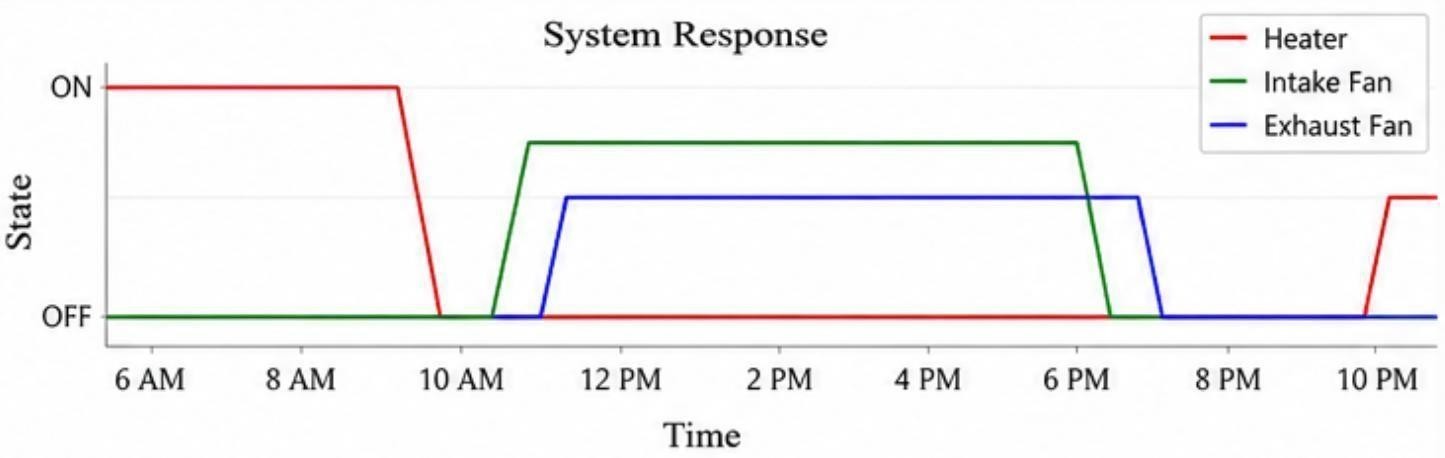 System Response
Heater
Intake Fan
Exhaust Fan
ON
OFF
State
6 AM 8 AM 10 AM 12 PM 2 PM 4 PM 6 PM 8 PM 10 PM
Time